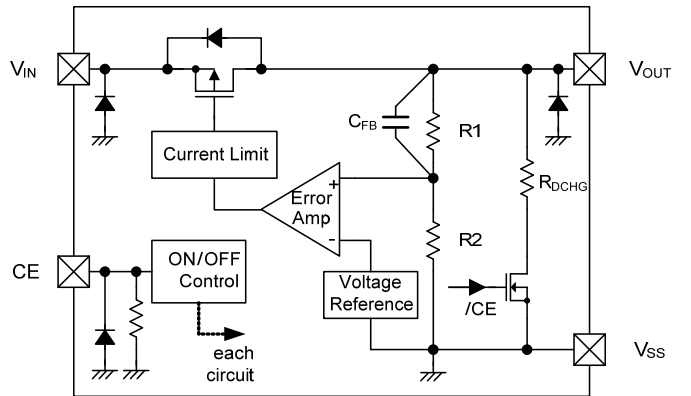 VIN
VOUT
CFB
R1
Current Limit
RDCHG
+
Error
Amp
-
R2
CE
ON/OFF
Control
Voltage
Reference
/CE
each
circuit
VSS